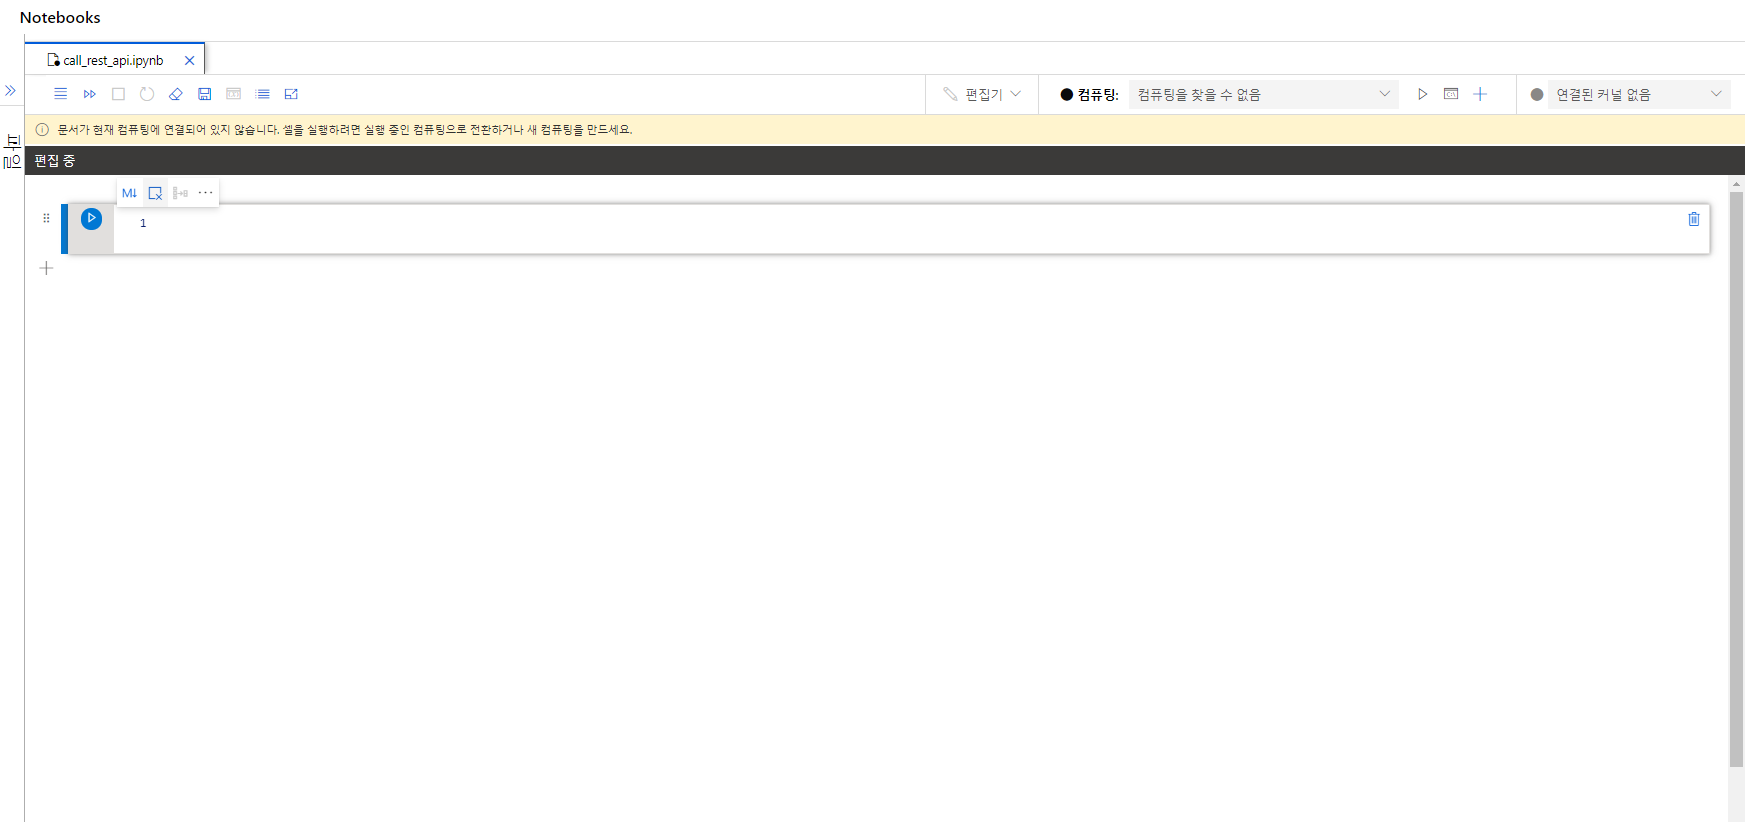 Notebooks
call_rest_api.ipynb
편집기
컴퓨팅:
컴퓨팅을 찾을 수 없음
연결된 커널 없음
문서가 현재 컴퓨팅에 연결되어 있지 않습니다. 셀을 실행하려면 실행 중인 컴퓨팅으로 전환하거나 새 컴퓨팅을 만드세요.
파일
편집 중
M↓
1